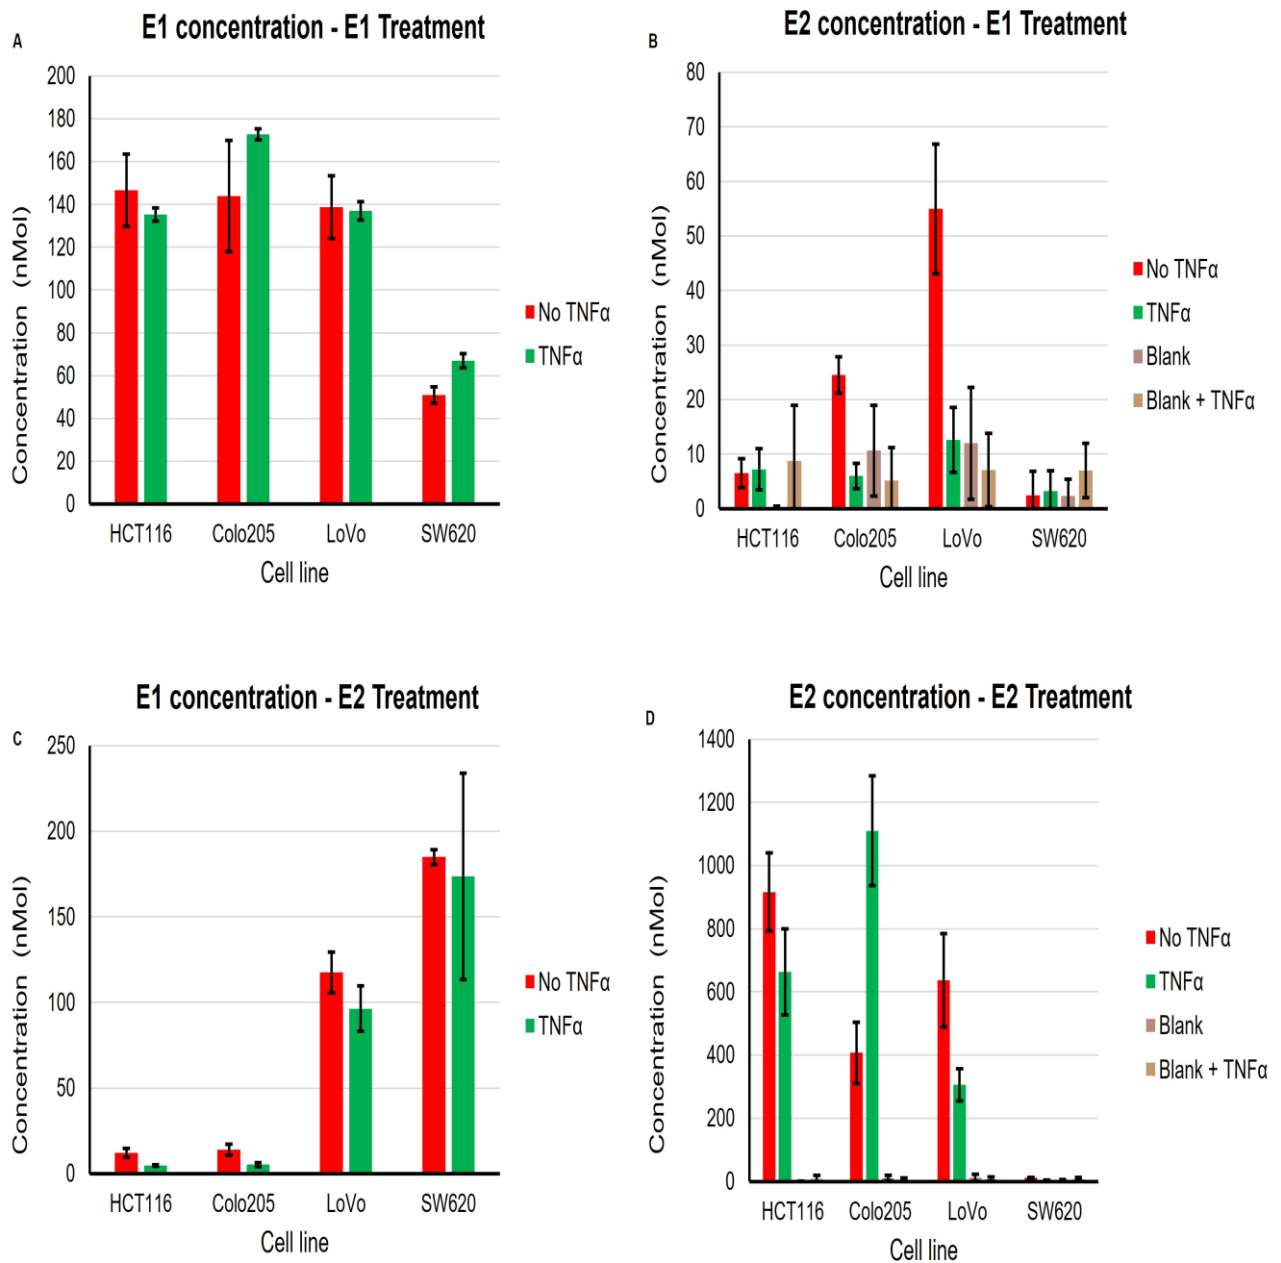 A
E1 concentration - E1 Treatment
200
180
160
140
120
100
80
60
40
20
0
Concentration (nMol)
HCT116 Colo205 LoVo SW620
Cell line
No TNFα
TNFα
B
E2 concentration - E1 Treatment
80
70
60
50
40
30
20
10
0
Concentration (nMol)
HCT116 Colo205 LoVo SW620
Cell line
No TNFα
TNFα
Blank
Blank + TNFα
C
E1 concentration - E2 Treatment
250
200
150
100
50
0
Concentration (nMol)
HCT116 Colo205 LoVo SW620
Cell line
No TNFα
TNFα
D
E2 concentration - E2 Treatment
1400
1200
1000
800
600
400
200
0
Concentration (nMol)
HCT116 Colo205 LoVo SW620
Cell line
No TNFα
TNFα
Blank
Blank + TNFα